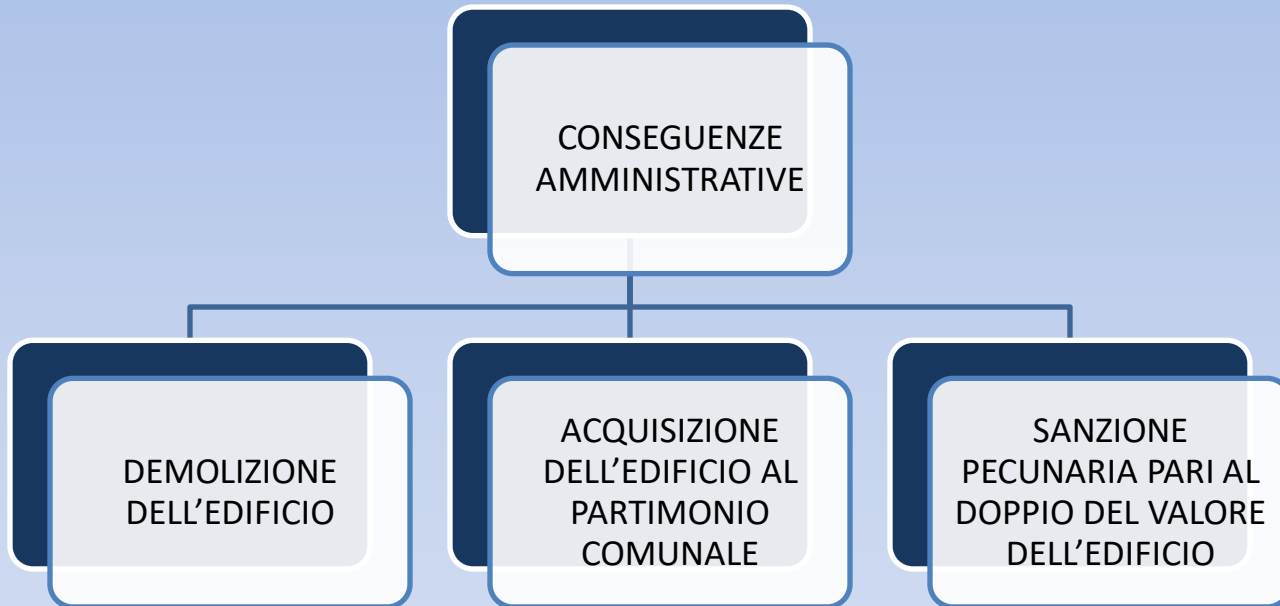 CONSEGUENZE
AMMINISTRATIVE
DEMOLIZIONE
DELL’EDIFICIO
ACQUISIZIONE
DELL’EDIFICIO AL
PARTIMONIO
COMUNALE
SANZIONE
PECUNARIA PARI AL
DOPPIO DEL VALORE
DELL’EDIFICIO